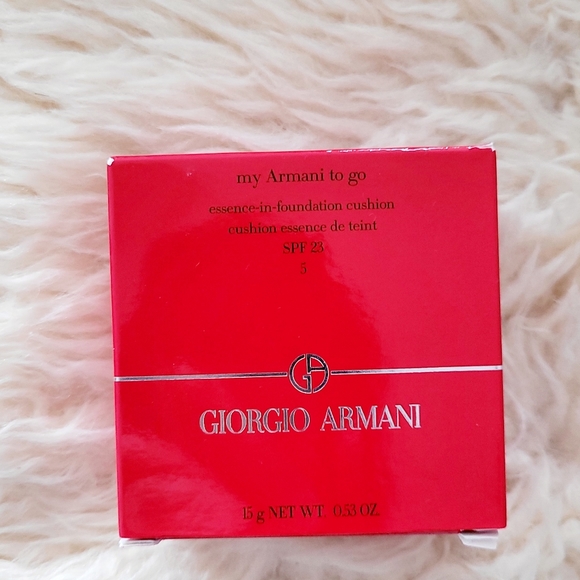 my Armani to go
essence-in-foundation cushion
cushion essence de teint
SPF 23
5
GA
GIORGIO ARMANI
15 g NET WT. 0.53 OZ.